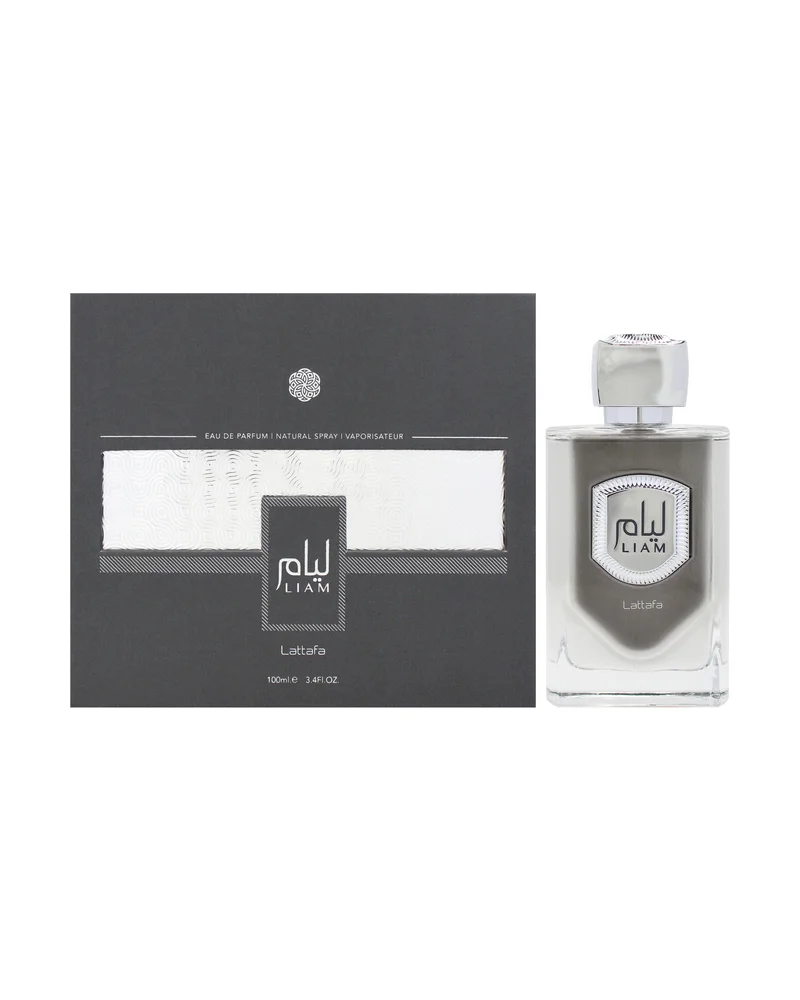 EAU DE PARFUM | NATURAL SPRAY | VAPORISATEUR
ليام
LIAM
Lattafa
100ml.e 3.4Fl.OZ.
ليام
LIAM
Lattafa